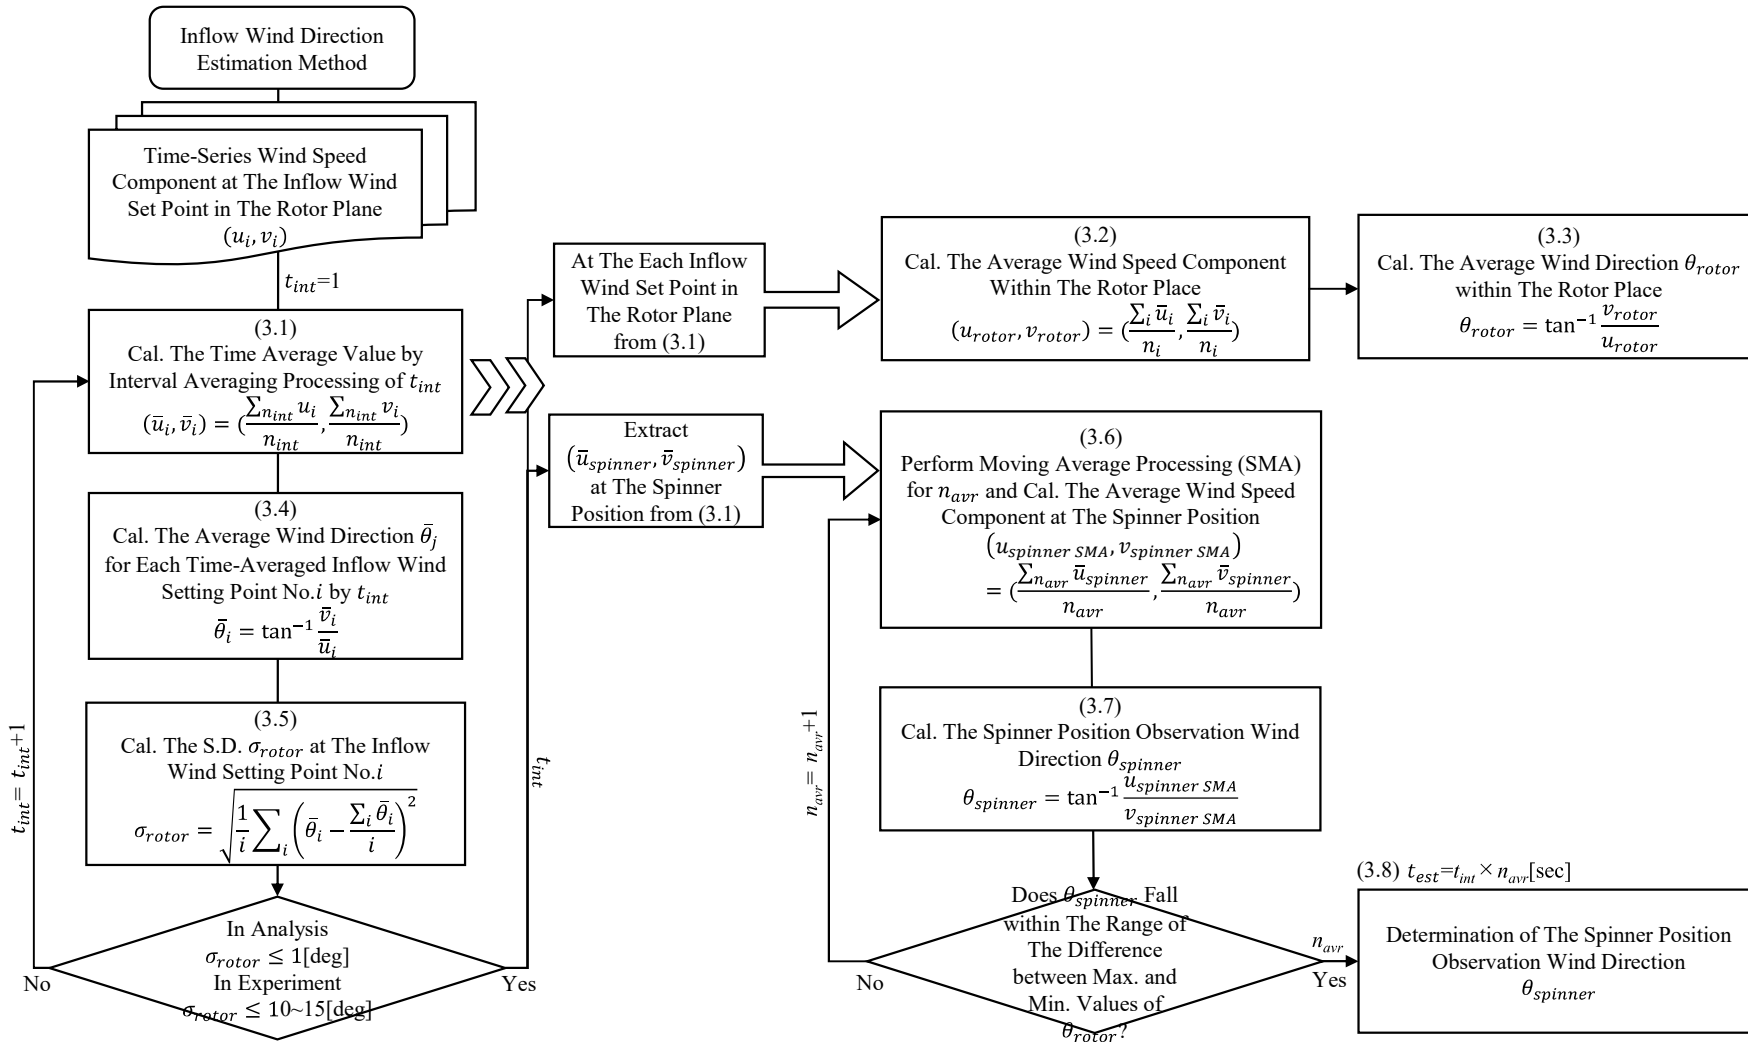 Inflow Wind Direction
Estimation Method
Time-Series Wind Speed
Component at The Inflow Wind
Set Point in The Rotor Plane
(u_i, v_i)
t_int=1
(3.1)
Cal. The Time Average Value by
Interval Averaging Processing of t_int
(ū_i, v̄_i) = (∑_{n_int} u_i / n_int, ∑_{n_int} v_i / n_int)
(3.4)
Cal. The Average Wind Direction θ̄_j
for Each Time-Averaged Inflow Wind
Setting Point No.i by t_int
θ̄_i = tan⁻¹ v̄_i / ū_i
(3.5)
Cal. The S.D. σ_rotor at The Inflow
Wind Setting Point No.i
σ_rotor = √(1/i ∑_i (θ̄_i − ∑_i θ̄_i / i)²)
In Analysis
σ_rotor ≤ 1[deg]
In Experiment
σ_rotor ≤ 10~15[deg]
No
Yes
t_int= t_int+1
t_int
At The Each Inflow
Wind Set Point in
The Rotor Plane
from (3.1)
(3.2)
Cal. The Average Wind Speed Component
Within The Rotor Place
(u_rotor, v_rotor) = (∑_i ū_i / n_i, ∑_i v̄_i / n_i)
(3.3)
Cal. The Average Wind Direction θ_rotor
within The Rotor Place
θ_rotor = tan⁻¹ v_rotor / u_rotor
Extract
(ū_spinner, v̄_spinner)
at The Spinner
Position from (3.1)
(3.6)
Perform Moving Average Processing (SMA)
for n_avr and Cal. The Average Wind Speed
Component at The Spinner Position
(u_spinner SMA, v_spinner SMA)
= (∑_{n_avr} ū_spinner / n_avr, ∑_{n_avr} v̄_spinner / n_avr)
(3.7)
Cal. The Spinner Position Observation Wind
Direction θ_spinner
θ_spinner = tan⁻¹ u_spinner SMA / v_spinner SMA
n_avr= n_avr+1
Does θ_spinner Fall
within The Range of
The Difference
between Max. and
Min. Values of
θ_rotor?
No
n_avr
Yes
(3.8) t_est=t_int × n_avr[sec]
Determination of The Spinner Position
Observation Wind Direction
θ_spinner